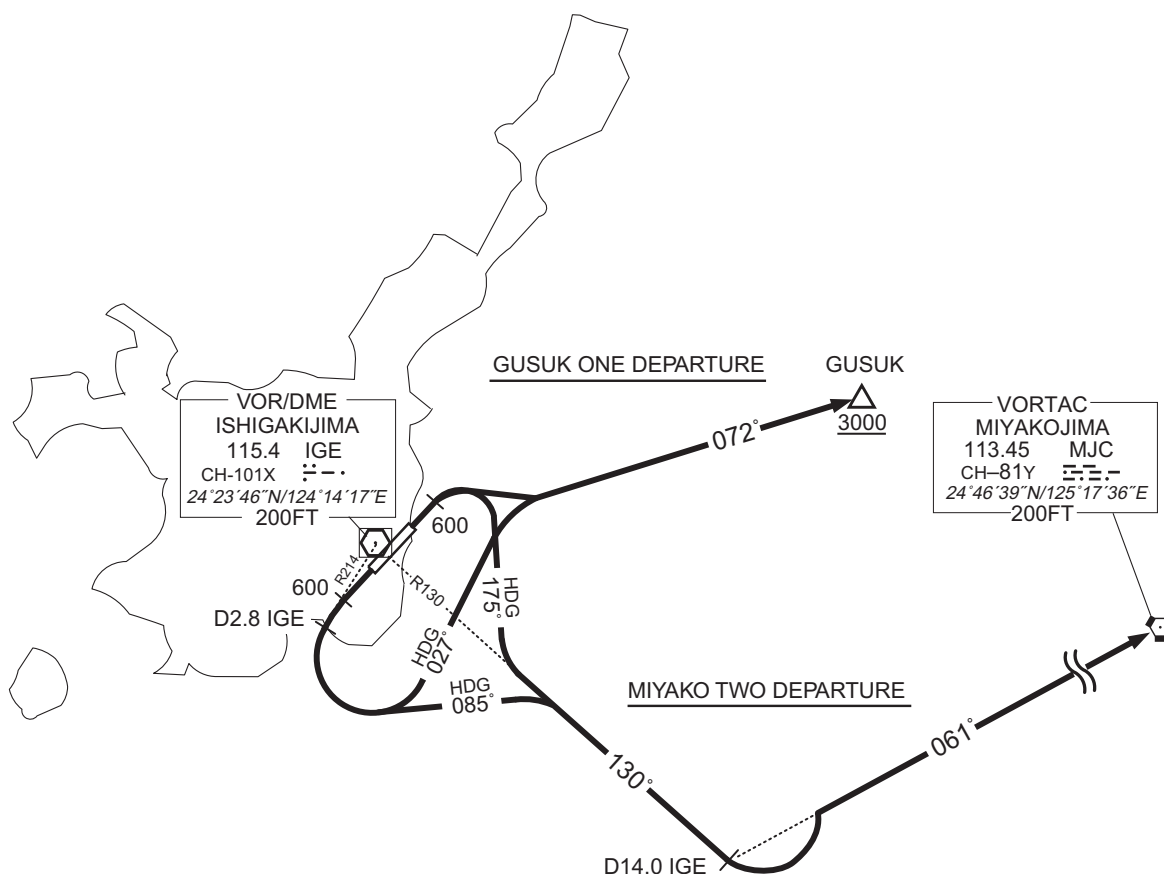 GUSUK ONE DEPARTURE
GUSUK
3000
072°
VOR/DME
ISHIGAKIJIMA
115.4 IGE
CH-101X
24°23´46˝N/124°14´17˝E
200FT
VORTAC
MIYAKOJIMA
113.45 MJC
CH–81Y
24°46´39˝N/125°17´36˝E
200FT
600
R214
R130
600
HDG
175°
D2.8 IGE
HDG
027°
HDG
085°
MIYAKO TWO DEPARTURE
061°
130°
D14.0 IGE